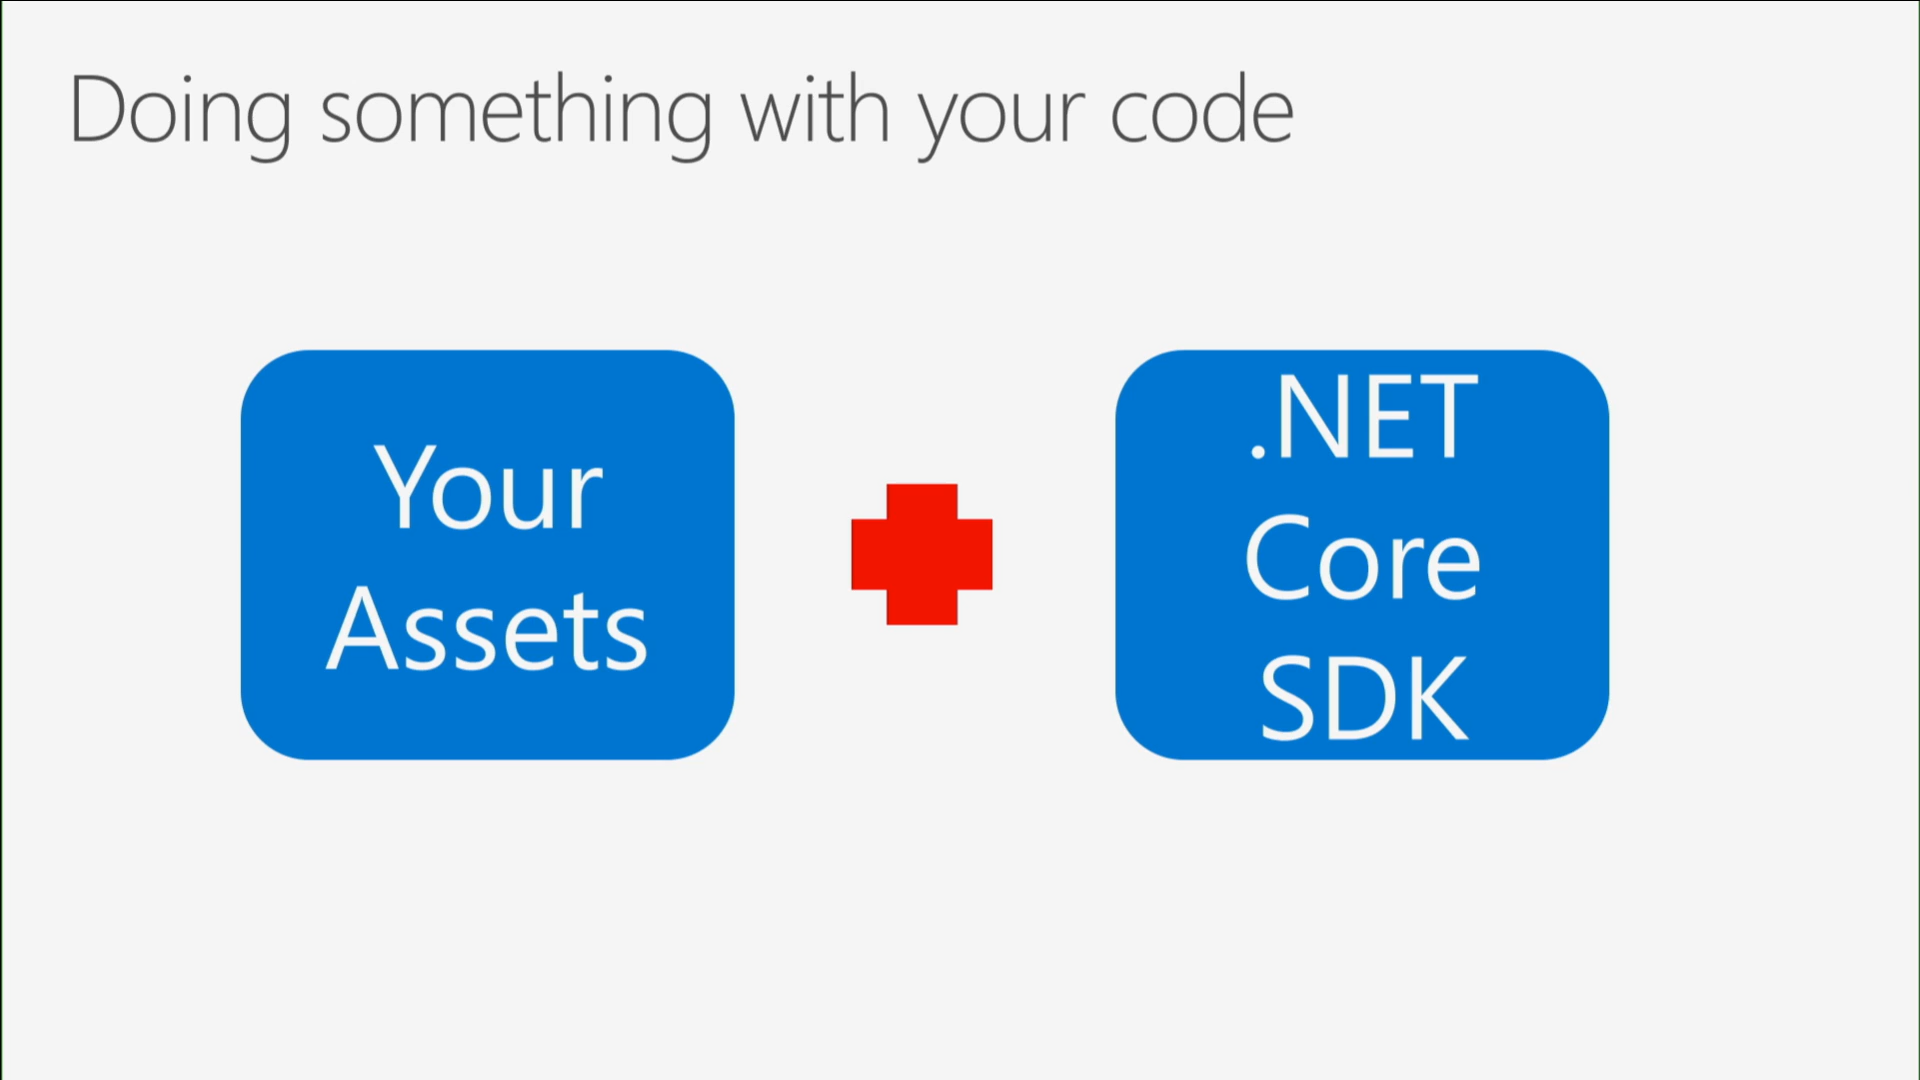 Doing something with your code
Your
Assets
.NET
Core
SDK